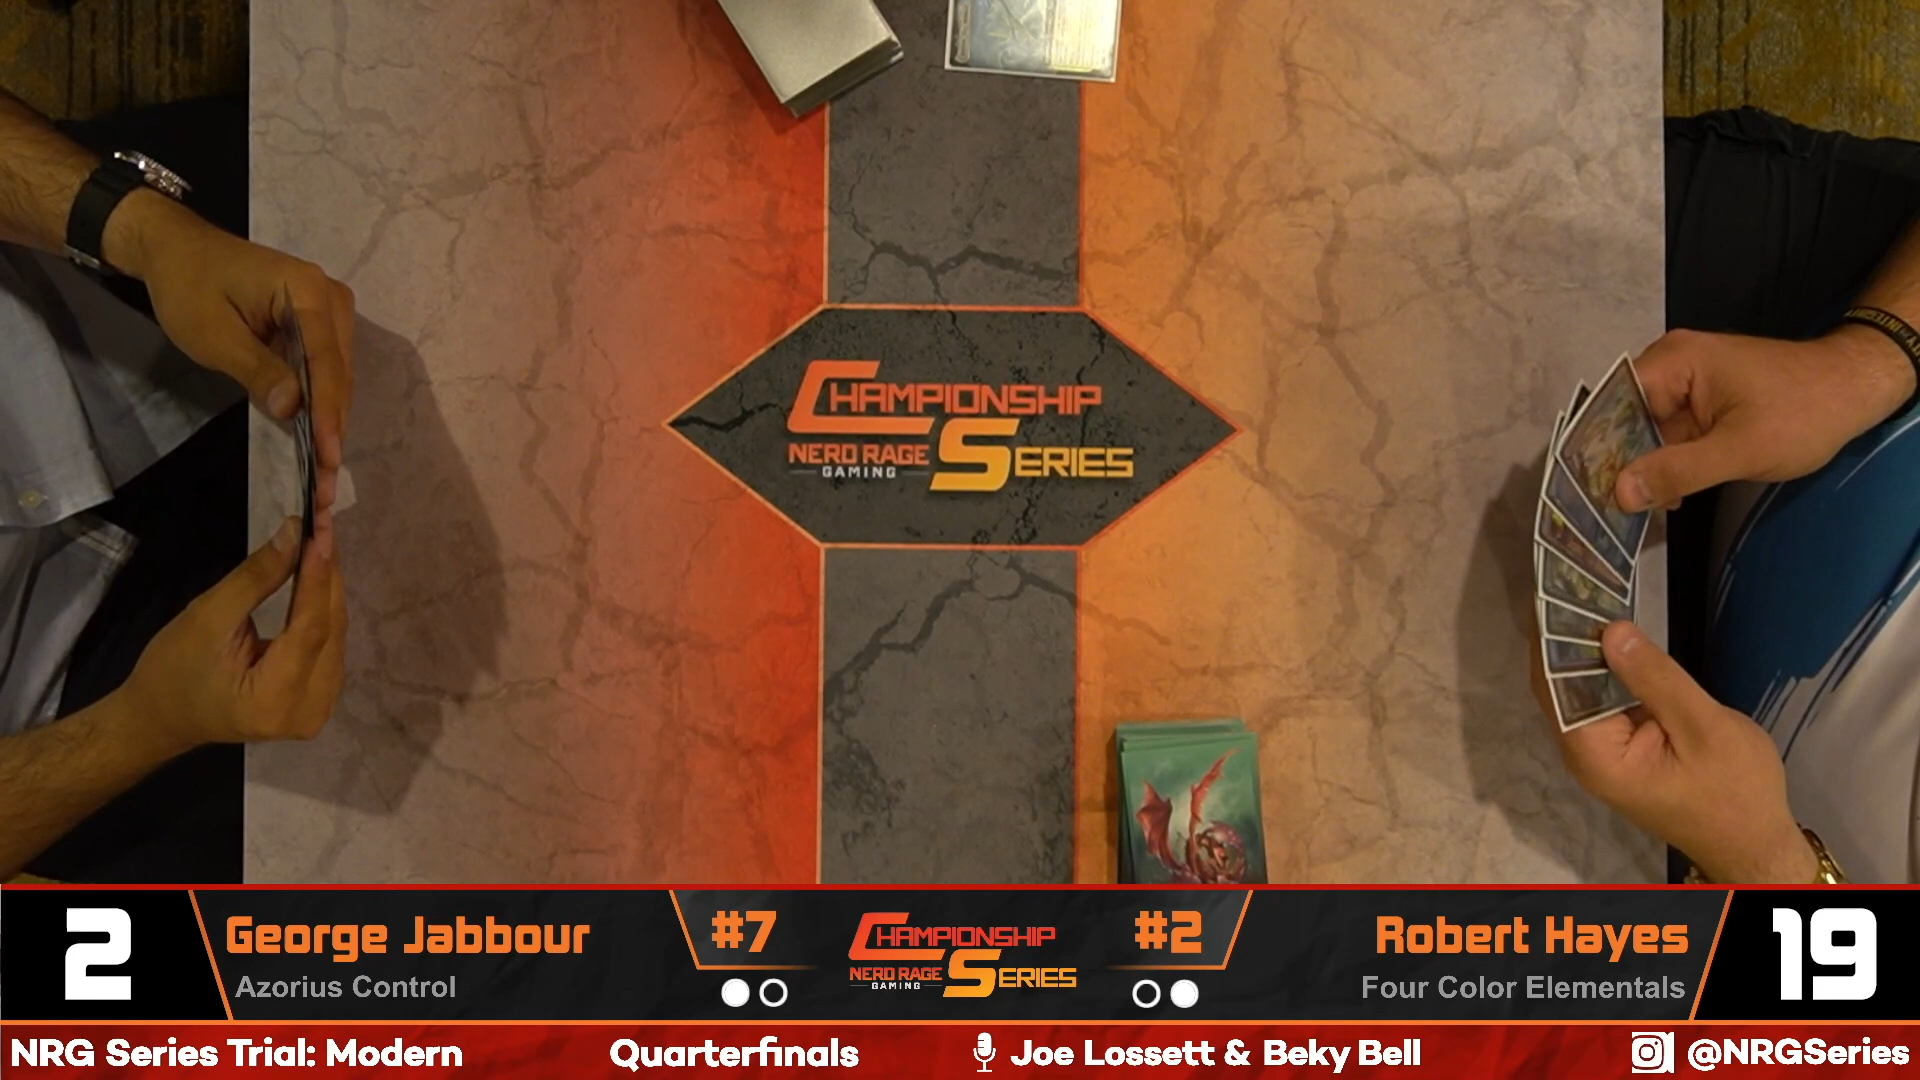 CHAMPIONSHIP
NERD RAGE
GAMING
SERIES
INTEGRITY
2
George Jabbour
Azorius Control
#7
CHAMPIONSHIP
NERD RAGE
GAMING
SERIES
#2
Robert Hayes
Four Color Elementals
19
NRG Series Trial: Modern
Quarterfinals
Joe Lossett & Beky Bell
@NRGSeries